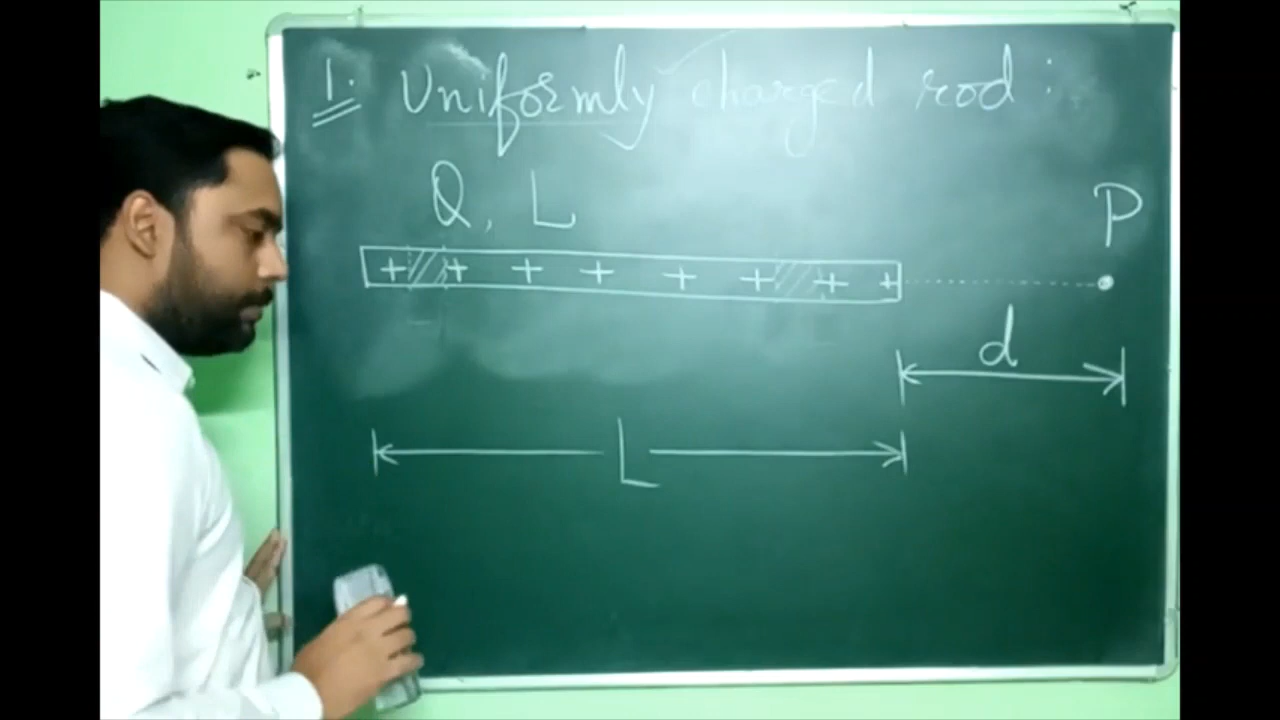 1. Uniformly charged rod :
Q, L
P
+ + + + + + + +
d
L